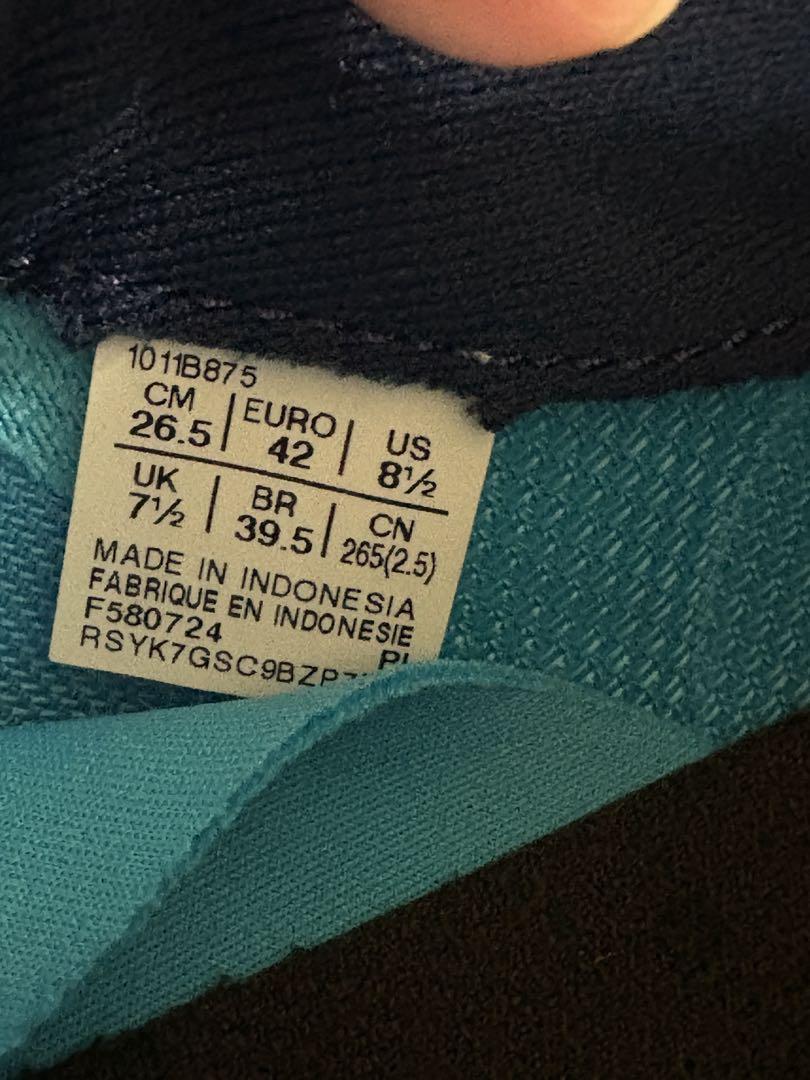 1011B875
CM | EURO | US
26.5 | 42 | 8½
UK | BR | CN
7½ | 39.5 | 265(2.5)
MADE IN INDONESIA
FABRIQUE EN INDONESIE
F580724